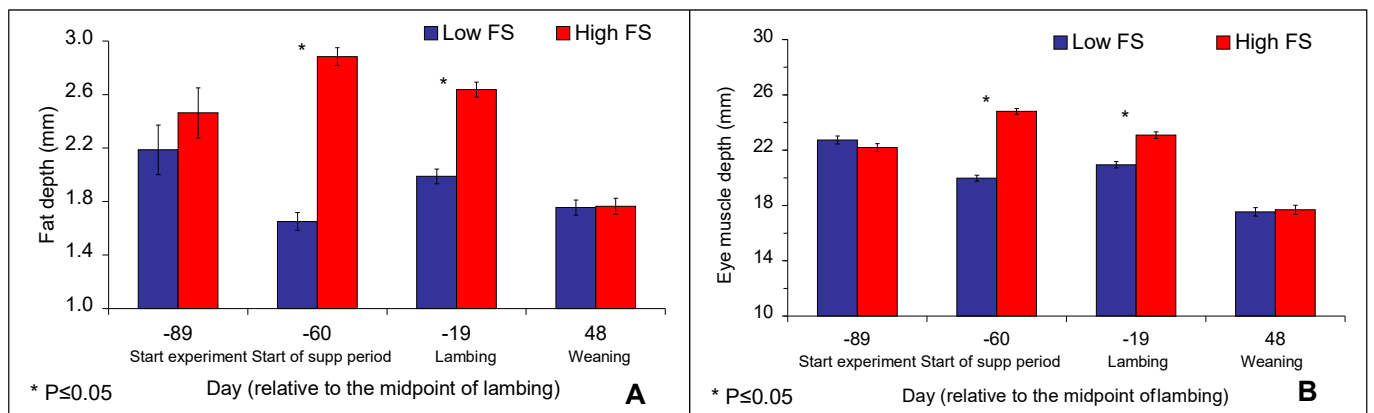 Low FS High FS
3.0
2.6
2.2
1.8
1.4
1.0
Fat depth (mm)
*
*
-89 -60 -19 48
Start experiment Start of supp period Lambing Weaning
* P≤0.05 Day (relative to the midpoint of lambing) A
Low FS High FS
30
26
22
18
14
10
Eye muscle depth (mm)
*
*
-89 -60 -19 48
Start experiment Start of supp period Lambing Weaning
* P≤0.05 Day (relative to the midpoint of lambing) B